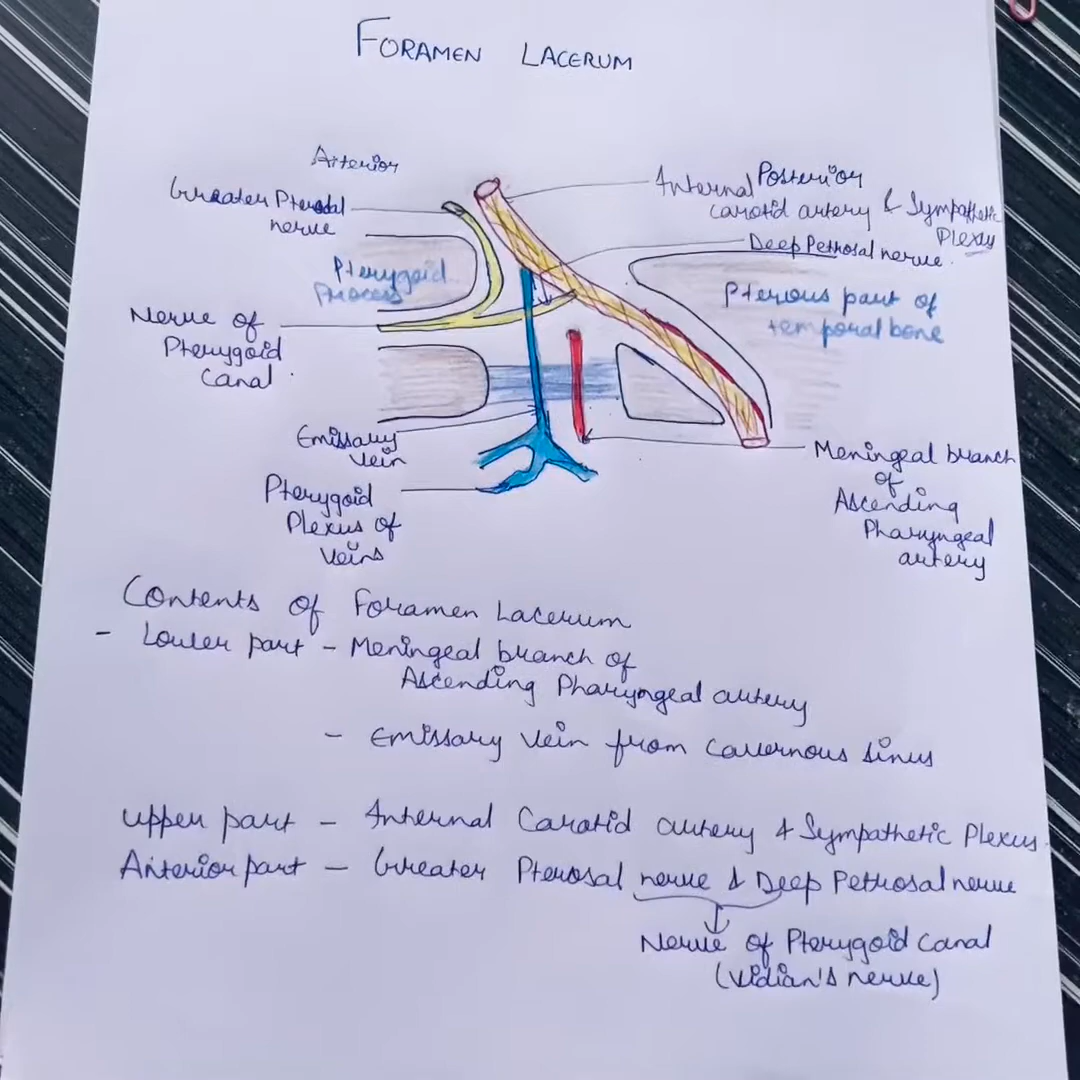 FORAMEN LACERUM
Anterior
Posterior
Greater Pterosal
nerve
Internal
carotid artery & Sympathetic
Plexus
Deep Petrosal nerve.
Pterygoid
Process
Pterous part of
temporal bone
Nerve of
Pterygoid
Canal.
Emissary
vein
Pterygoid
Plexus of
veins
Meningeal branch
of
Ascending
Pharyngeal
artery
Contents of Foramen Lacerum
- Lower part - Meningeal branch of
Ascending Pharyngeal artery
- Emissary vein from cavernous sinus
Upper part - Internal Carotid artery & Sympathetic Plexus.
Anterior part - Greater Pterosal nerve & Deep Petrosal nerve
Nerve of Pterygoid canal
(Vidian's nerve)